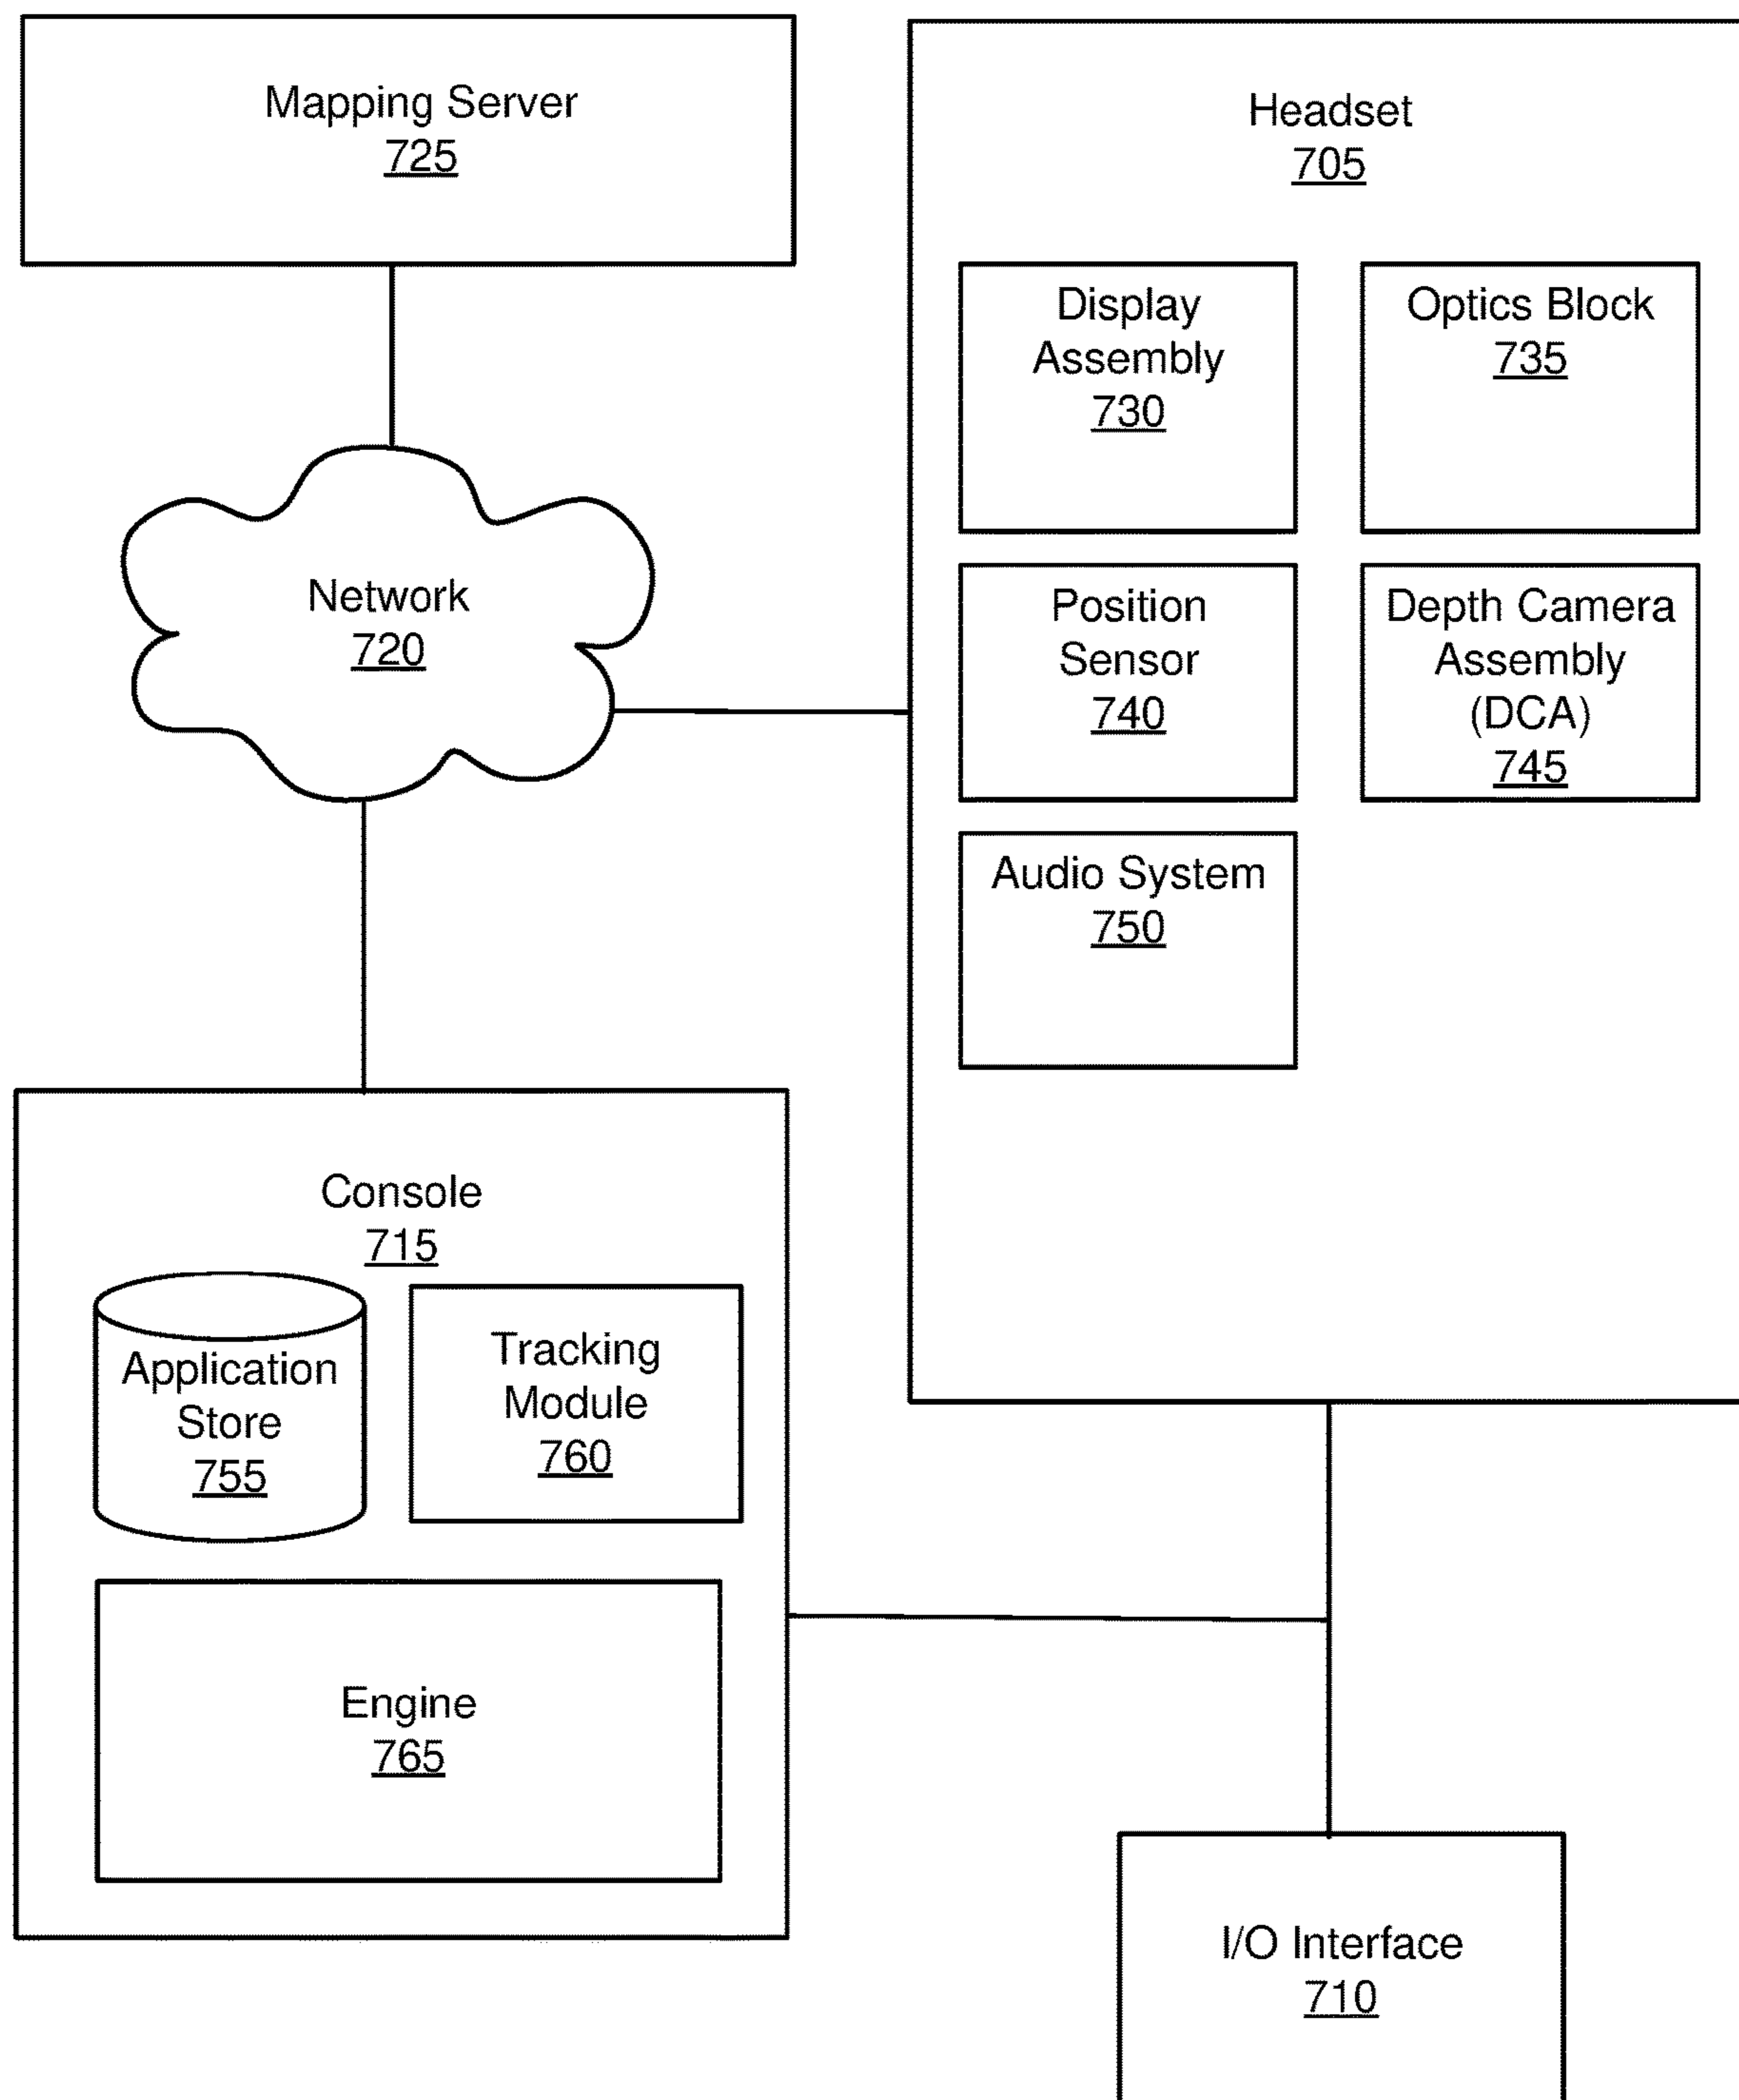 Mapping Server
725
Headset
705
Display
Assembly
730
Optics Block
735
Network
720
Position
Sensor
740
Depth Camera
Assembly
(DCA)
745
Audio System
750
Console
715
Application
Store
755
Tracking
Module
760
Engine
765
I/O Interface
710